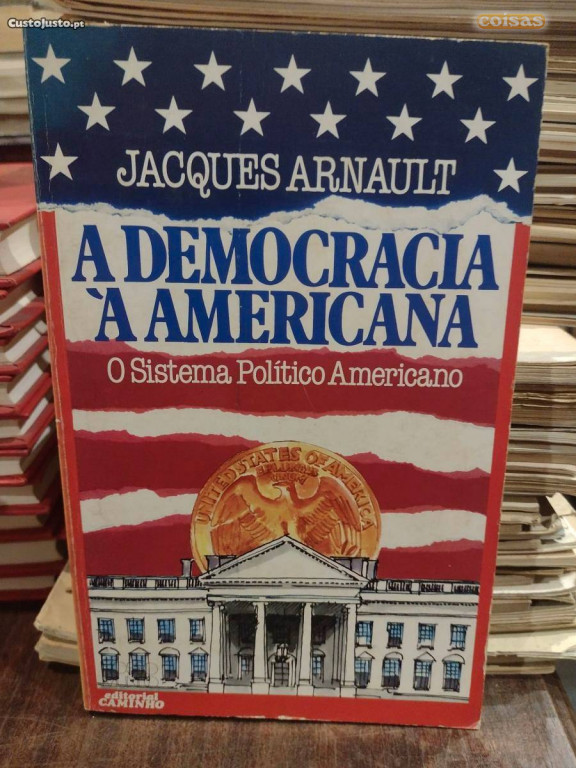 CustoJusto.pt
coisas
JACQUES ARNAULT
A DEMOCRACIA
À AMERICANA
O Sistema Político Americano
UNITED STATES OF AMERICA
editorial
CAMINHO